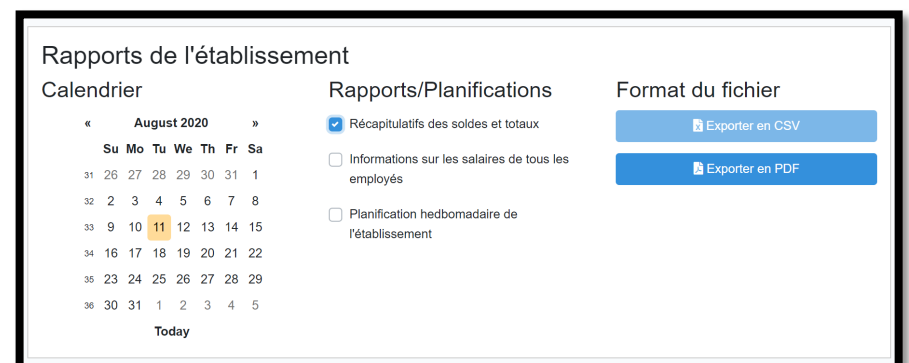 Rapports de l'établissement
Calendrier
« August 2020 »
Su Mo Tu We Th Fr Sa
31 26 27 28 29 30 31 1
32 2 3 4 5 6 7 8
33 9 10 11 12 13 14 15
34 16 17 18 19 20 21 22
35 23 24 25 26 27 28 29
36 30 31 1 2 3 4 5
Today
Rapports/Planifications
Récapitulatifs des soldes et totaux
Informations sur les salaires de tous les
employés
Planification hedbomadaire de
l'établissement
Format du fichier
Exporter en CSV
Exporter en PDF